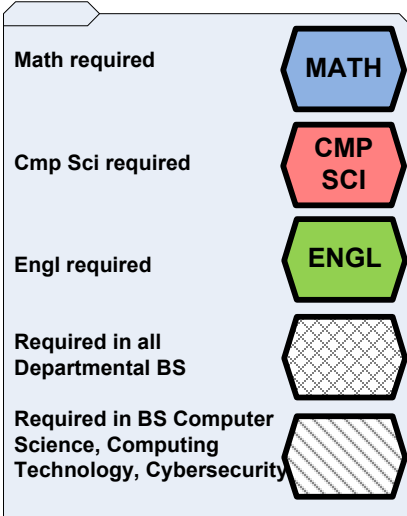 Math required
MATH
Cmp Sci required
CMP
SCI
Engl required
ENGL
Required in all
Departmental BS
Required in BS Computer
Science, Computing
Technology, Cybersecurity